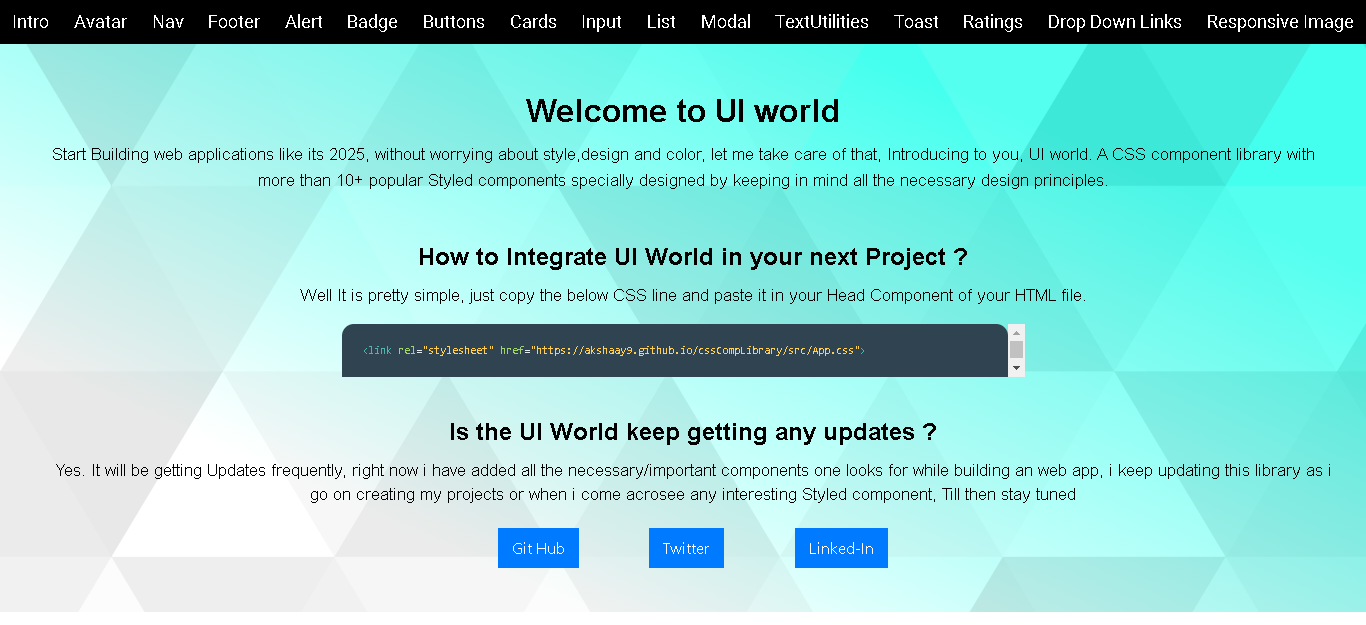 Intro Avatar Nav Footer Alert Badge Buttons Cards Input List Modal TextUtilities Toast Ratings Drop Down Links Responsive Image
Welcome to UI world
Start Building web applications like its 2025, without worrying about style,design and color, let me take care of that, Introducing to you, UI world. A CSS component library with
more than 10+ popular Styled components specially designed by keeping in mind all the necessary design principles.
How to Integrate UI World in your next Project ?
Well It is pretty simple, just copy the below CSS line and paste it in your Head Component of your HTML file.
<link rel="stylesheet" href="https://akshaay9.github.io/cssCompLibrary/src/App.css">
Is the UI World keep getting any updates ?
Yes. It will be getting Updates frequently, right now i have added all the necessary/important components one looks for while building an web app, i keep updating this library as i
go on creating my projects or when i come acrosee any interesting Styled component, Till then stay tuned
Git Hub Twitter Linked-In